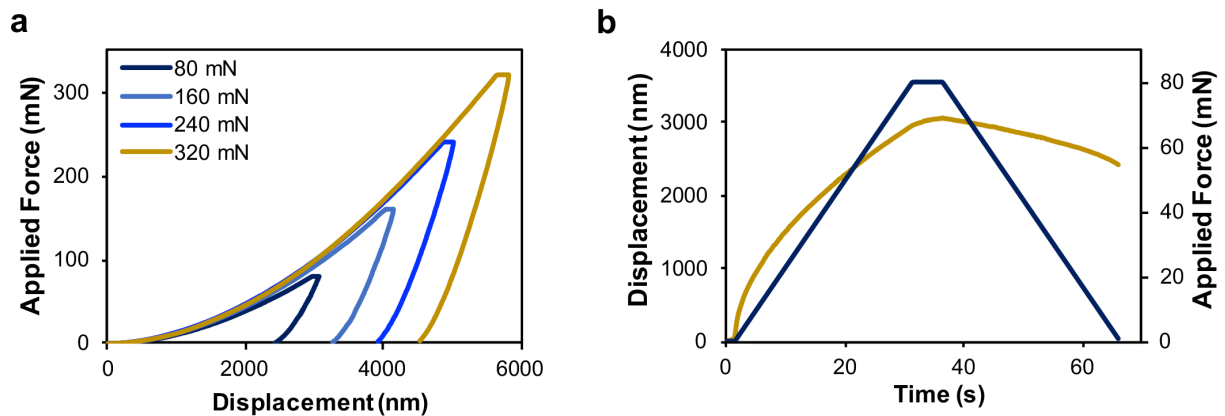 a
Applied Force (mN)
300
200
100
0
80 mN
160 mN
240 mN
320 mN
0
2000
4000
6000
Displacement (nm)
b
Displacement (nm)
4000
3000
2000
1000
0
0
20
40
60
Time (s)
80
60
40
20
0
Applied Force (mN)